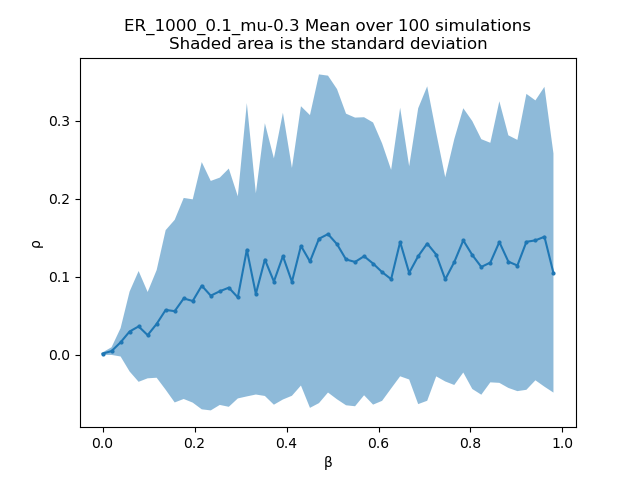 ER_1000_0.1_mu-0.3 Mean over 100 simulations
Shaded area is the standard deviation
0.3
0.2
ρ
0.1
0.0
0.0 0.2 0.4 0.6 0.8 1.0
β